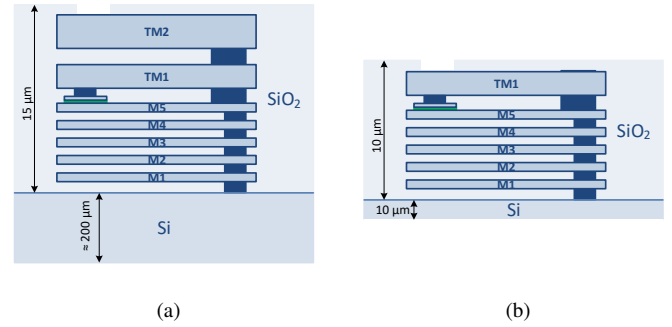 TM2
TM1
M5
M4
M3
M2
M1
SiO₂
15 µm
Si
≈ 200 µm
(a)
TM1
M5
M4
M3
M2
M1
SiO₂
10 µm
Si
10 µm
(b)